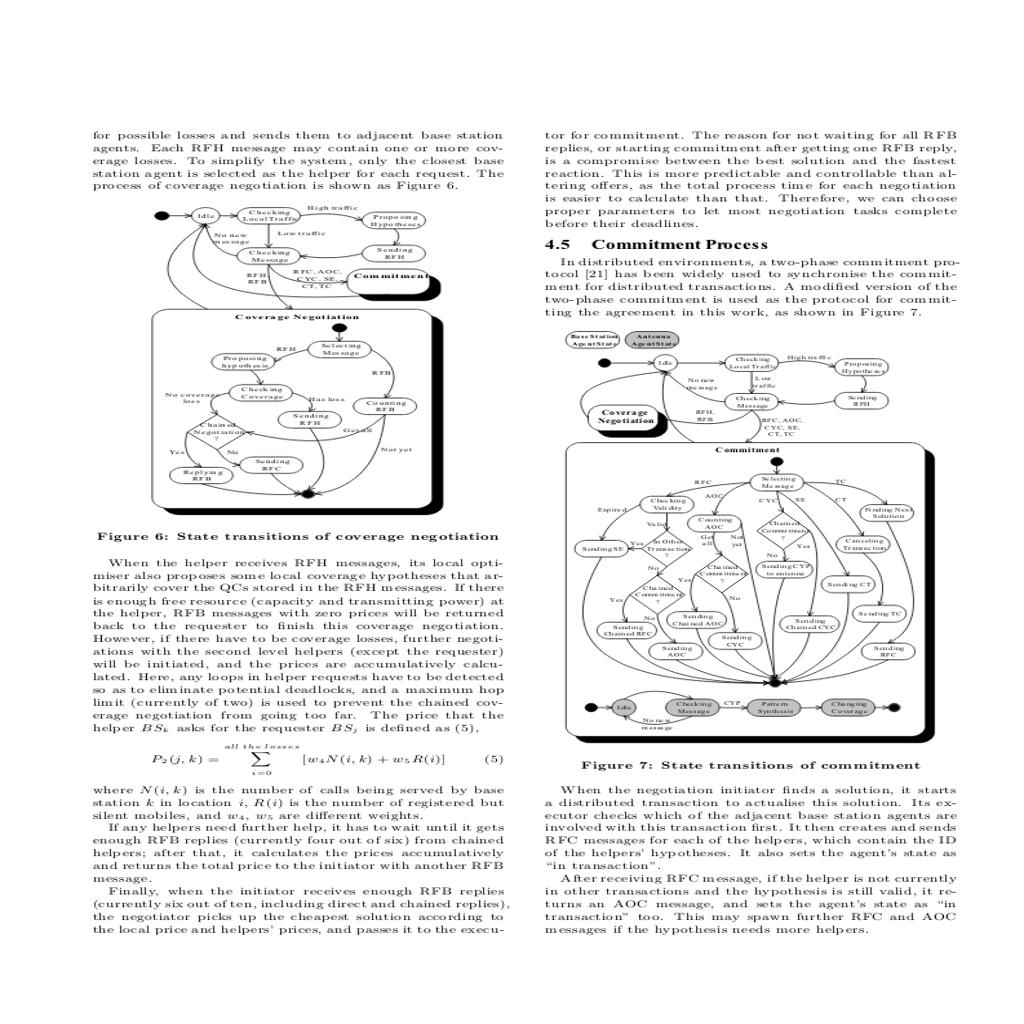 for possible losses and sends them to adjacent base station
agents. Each RFH message may contain one or more cov-
erage losses. To simplify the system, only the closest base
station agent is selected as the helper for each request. The
process of coverage negotiation is shown as Figure 6.
Idle
Checking
Local Traffic
High traffic
Proposing
Hypotheses
No new
message
Low traffic
Checking
Message
Sending
RFH
RFH,
RFB
RFC, AOC,
CYC, SE,
CT, TC
Commitment
Coverage Negotiation
Selecting
Message
RFH
Proposing
hypothesis
RFB
Checking
Coverage
No coverage
loss
Has loss
Counting
RFB
Sending
RFH
Chained
Negotiation
?
Get all
Yes
No
Not yet
Sending
RFC
Replying
RFB
Figure 6: State transitions of coverage negotiation
When the helper receives RFH messages, its local opti-
miser also proposes some local coverage hypotheses that ar-
bitrarily cover the QCs stored in the RFH messages. If there
is enough free resource (capacity and transmitting power) at
the helper, RFB messages with zero prices will be returned
back to the requester to finish this coverage negotiation.
However, if there have to be coverage losses, further negoti-
ations with the second level helpers (except the requester)
will be initiated, and the prices are accumulatively calcu-
lated. Here, any loops in helper requests have to be detected
so as to eliminate potential deadlocks, and a maximum hop
limit (currently of two) is used to prevent the chained cov-
erage negotiation from going too far. The price that the
helper BSk asks for the requester BSj is defined as (5),
all the losses
P2(j, k) = ∑ [w4N(i, k) + w5R(i)] (5)
i=0
where N(i, k) is the number of calls being served by base
station k in location i, R(i) is the number of registered but
silent mobiles, and w4, w5 are different weights.
If any helpers need further help, it has to wait until it gets
enough RFB replies (currently four out of six) from chained
helpers; after that, it calculates the prices accumulatively
and returns the total price to the initiator with another RFB
message.
Finally, when the initiator receives enough RFB replies
(currently six out of ten, including direct and chained replies),
the negotiator picks up the cheapest solution according to
the local price and helpers' prices, and passes it to the execu-
tor for commitment. The reason for not waiting for all RFB
replies, or starting commitment after getting one RFB reply,
is a compromise between the best solution and the fastest
reaction. This is more predictable and controllable than al-
tering offers, as the total process time for each negotiation
is easier to calculate than that. Therefore, we can choose
proper parameters to let most negotiation tasks complete
before their deadlines.
4.5 Commitment Process
In distributed environments, a two-phase commitment pro-
tocol [21] has been widely used to synchronise the commit-
ment for distributed transactions. A modified version of the
two-phase commitment is used as the protocol for commit-
ting the agreement in this work, as shown in Figure 7.
Base Station
Agent State
Antenna
Agent State
Idle
Checking
Local Traffic
High traffic
Proposing
Hypotheses
No new
message
Low
traffic
Checking
Message
Sending
RFH
Coverage
Negotiation
RFH,
RFB
RFC, AOC,
CYC, SE,
CT, TC
Commitment
Selecting
Message
RFC
TC
AOC
CYC
SE
CT
Checking
Validity
Expired
Finding Next
Solution
Valid
Counting
AOC
Chained
Commitment
?
Get
all
Not
yet
Sending SE
Yes
In Other
Transaction
?
Yes
Canceling
Transaction
No
No
Chained
Commitment
?
Sending CYP
to antenna
Yes
Chained
Commitment
?
Sending CT
Yes
No
No
Sending
Chained RFC
Sending
Chained AOC
Sending
CYC
Sending
Chained CYC
Sending TC
Sending
AOC
Sending
RFC
Idle
Checking
Message
CYP
Pattern
Synthesis
Changing
Coverage
No new
message
Figure 7: State transitions of commitment
When the negotiation initiator finds a solution, it starts
a distributed transaction to actualise this solution. Its ex-
ecutor checks which of the adjacent base station agents are
involved with this transaction first. It then creates and sends
RFC messages for each of the helpers, which contain the ID
of the helpers' hypotheses. It also sets the agent's state as
"in transaction".
After receiving RFC message, if the helper is not currently
in other transactions and the hypothesis is still valid, it re-
turns an AOC message, and sets the agent's state as "in
transaction" too. This may spawn further RFC and AOC
messages if the hypothesis needs more helpers.